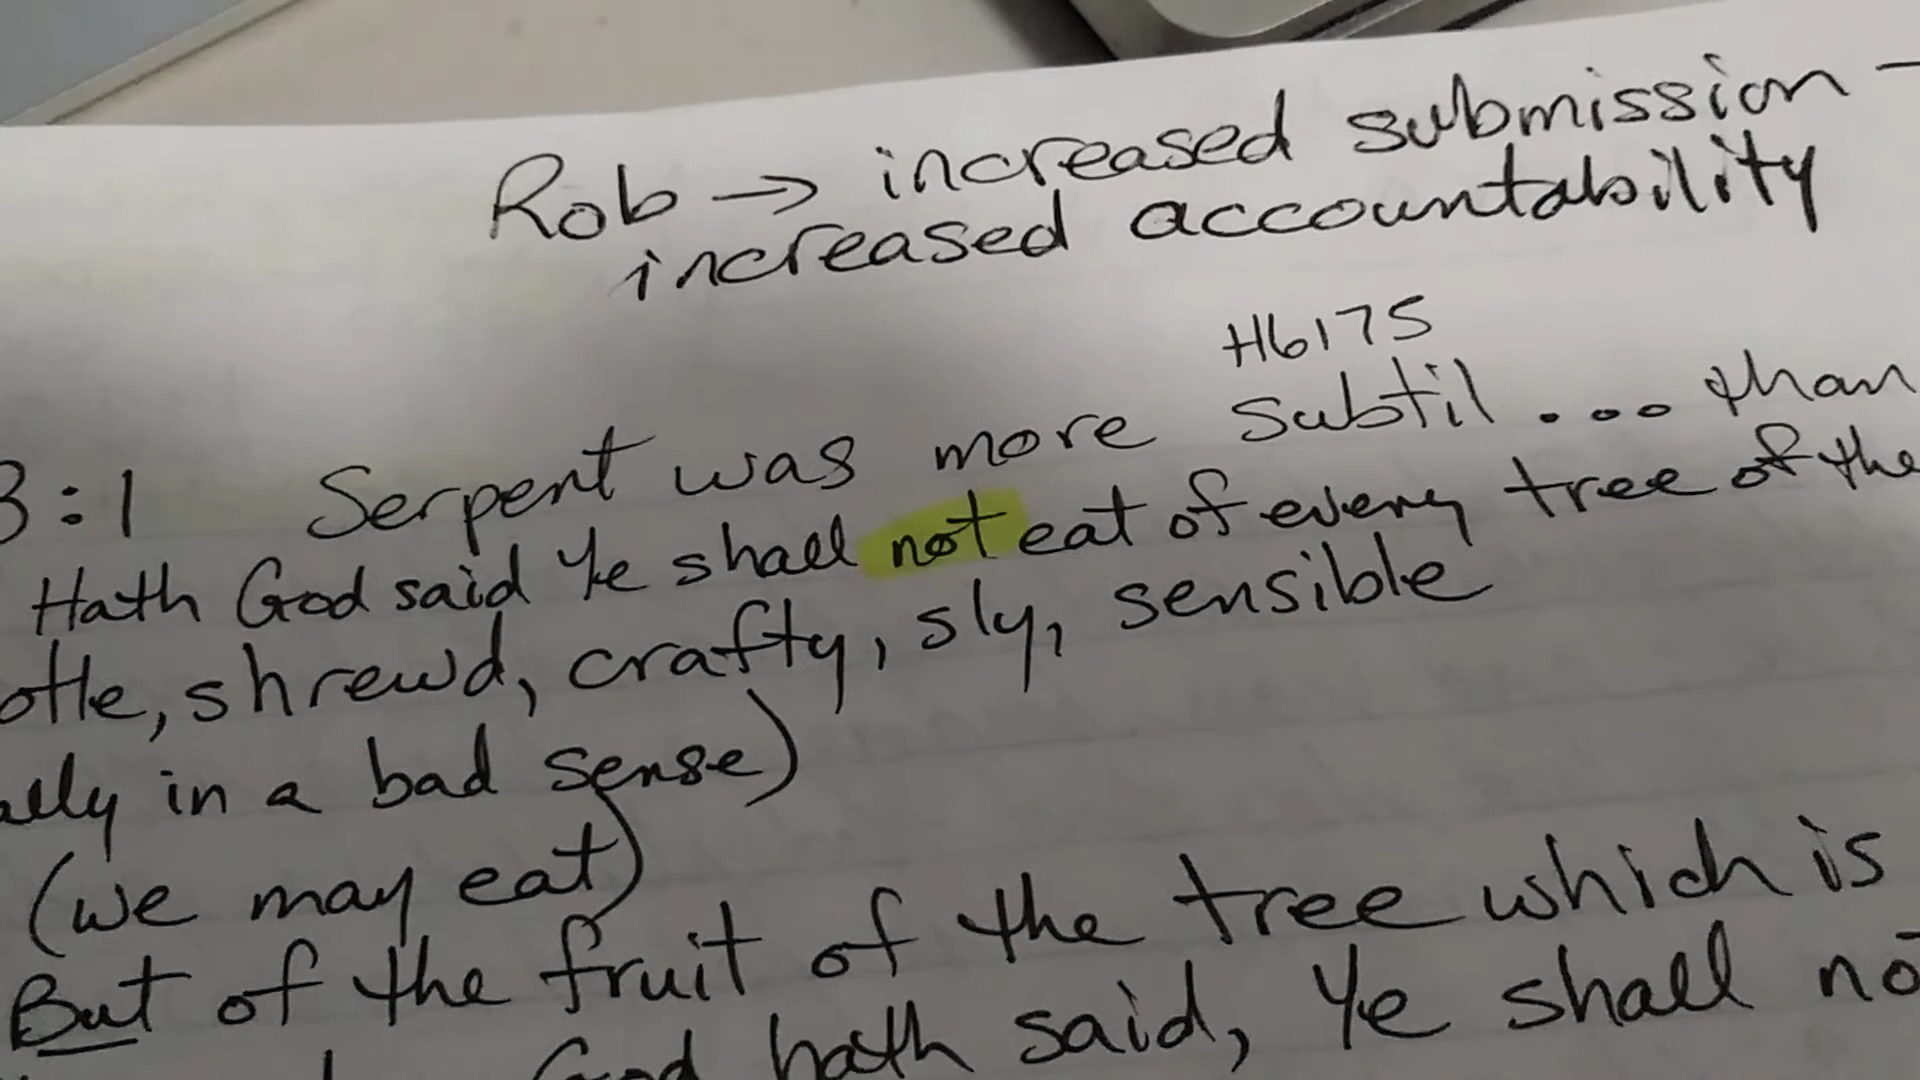 Rob → increased submission -
increased accountability
H6175
3:1 Serpent was more subtil .... than
Hath God said Ye shall not eat of every tree of the
shrewd, crafty, sly, sensible
in a bad sense)
(we may eat)
But of the fruit of the tree which is
God hath said, Ye shall no